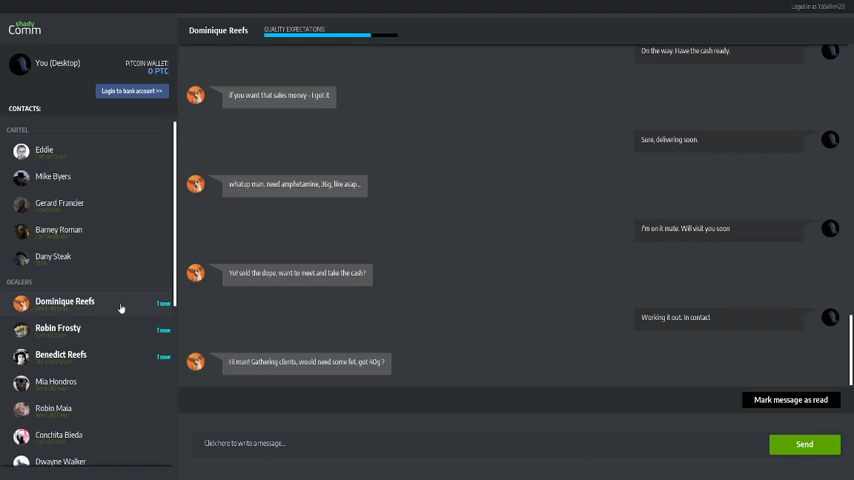 Logged in as YaSellin420
shady
Comm
You (Desktop)
PITCOIN WALLET:
0 PTC
Login to bank account >>
CONTACTS:
CARTEL
Eddie
Mike Byers
Gerard Francier
Barney Roman
Dany Steak
DEALERS
Dominique Reefs
1 new
Robin Frosty
1 new
Benedict Reefs
1 new
Mia Hondros
Robin Maia
Conchita Bieda
Dwayne Walker
Dominique Reefs
QUALITY EXPECTATIONS:
On the way. Have the cash ready.
if you want that sales money - I got it
Sure, delivering soon.
whatup man. need amphetamine, 36g, like asap...
I'm on it mate. Will visit you soon
Yo! sold the dope, want to meet and take the cash?
Working it out. In contact
Hi man! Gathering clients, would need some fet, got 40g ?
Mark message as read
Click here to write a message...
Send